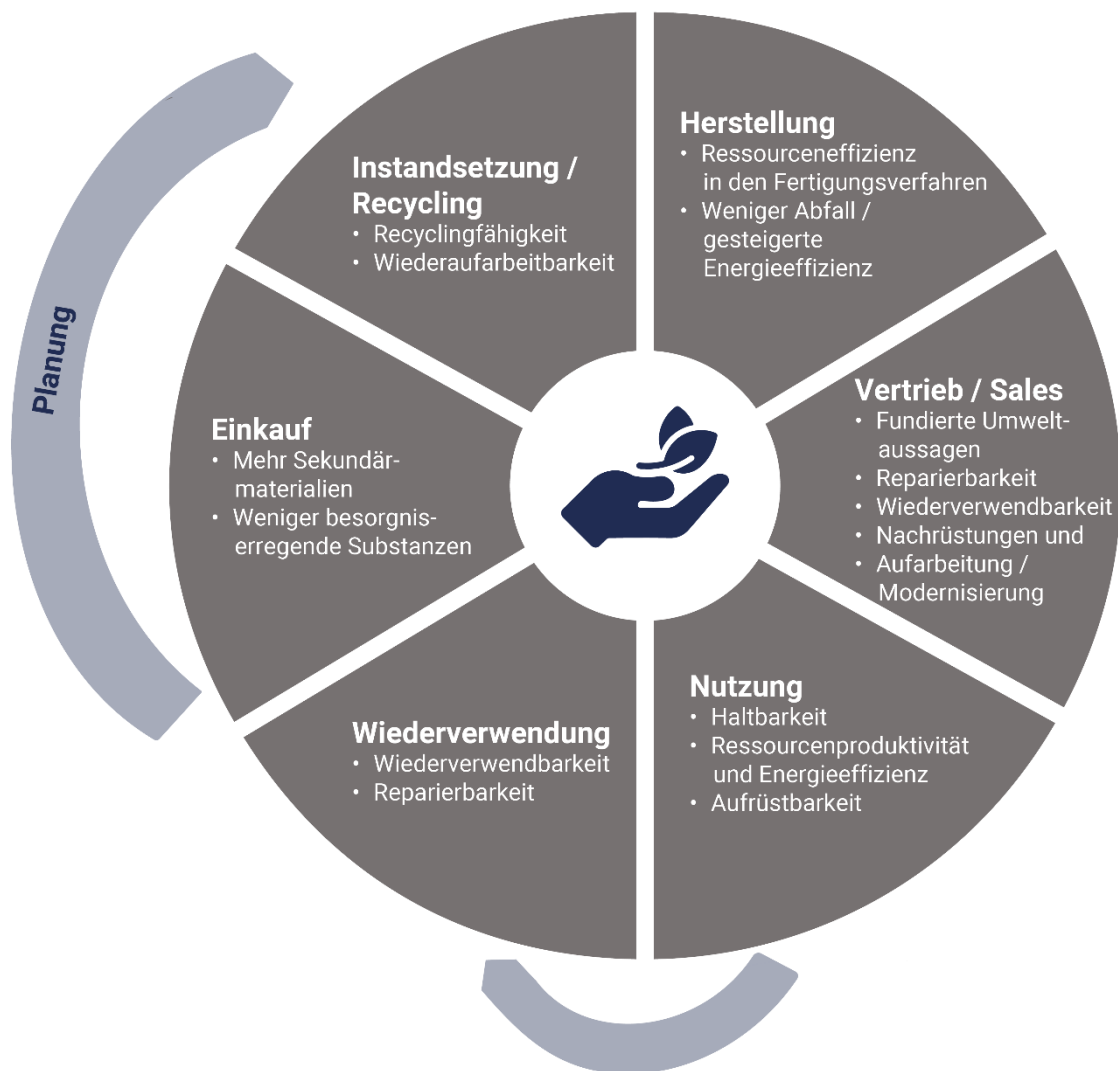 Planung
Herstellung
• Ressourceneffizienz
in den Fertigungsverfahren
• Weniger Abfall /
gesteigerte
Energieeffizienz
Vertrieb / Sales
• Fundierte Umwelt-
aussagen
• Reparierbarkeit
• Wiederverwendbarkeit
• Nachrüstungen und
• Aufarbeitung /
Modernisierung
Nutzung
• Haltbarkeit
• Ressourcenproduktivität
und Energieeffizienz
• Aufrüstbarkeit
Wiederverwendung
• Wiederverwendbarkeit
• Reparierbarkeit
Einkauf
• Mehr Sekundär-
materialien
• Weniger besorgnis-
erregende Substanzen
Instandsetzung /
Recycling
• Recyclingfähigkeit
• Wiederaufarbeitbarkeit